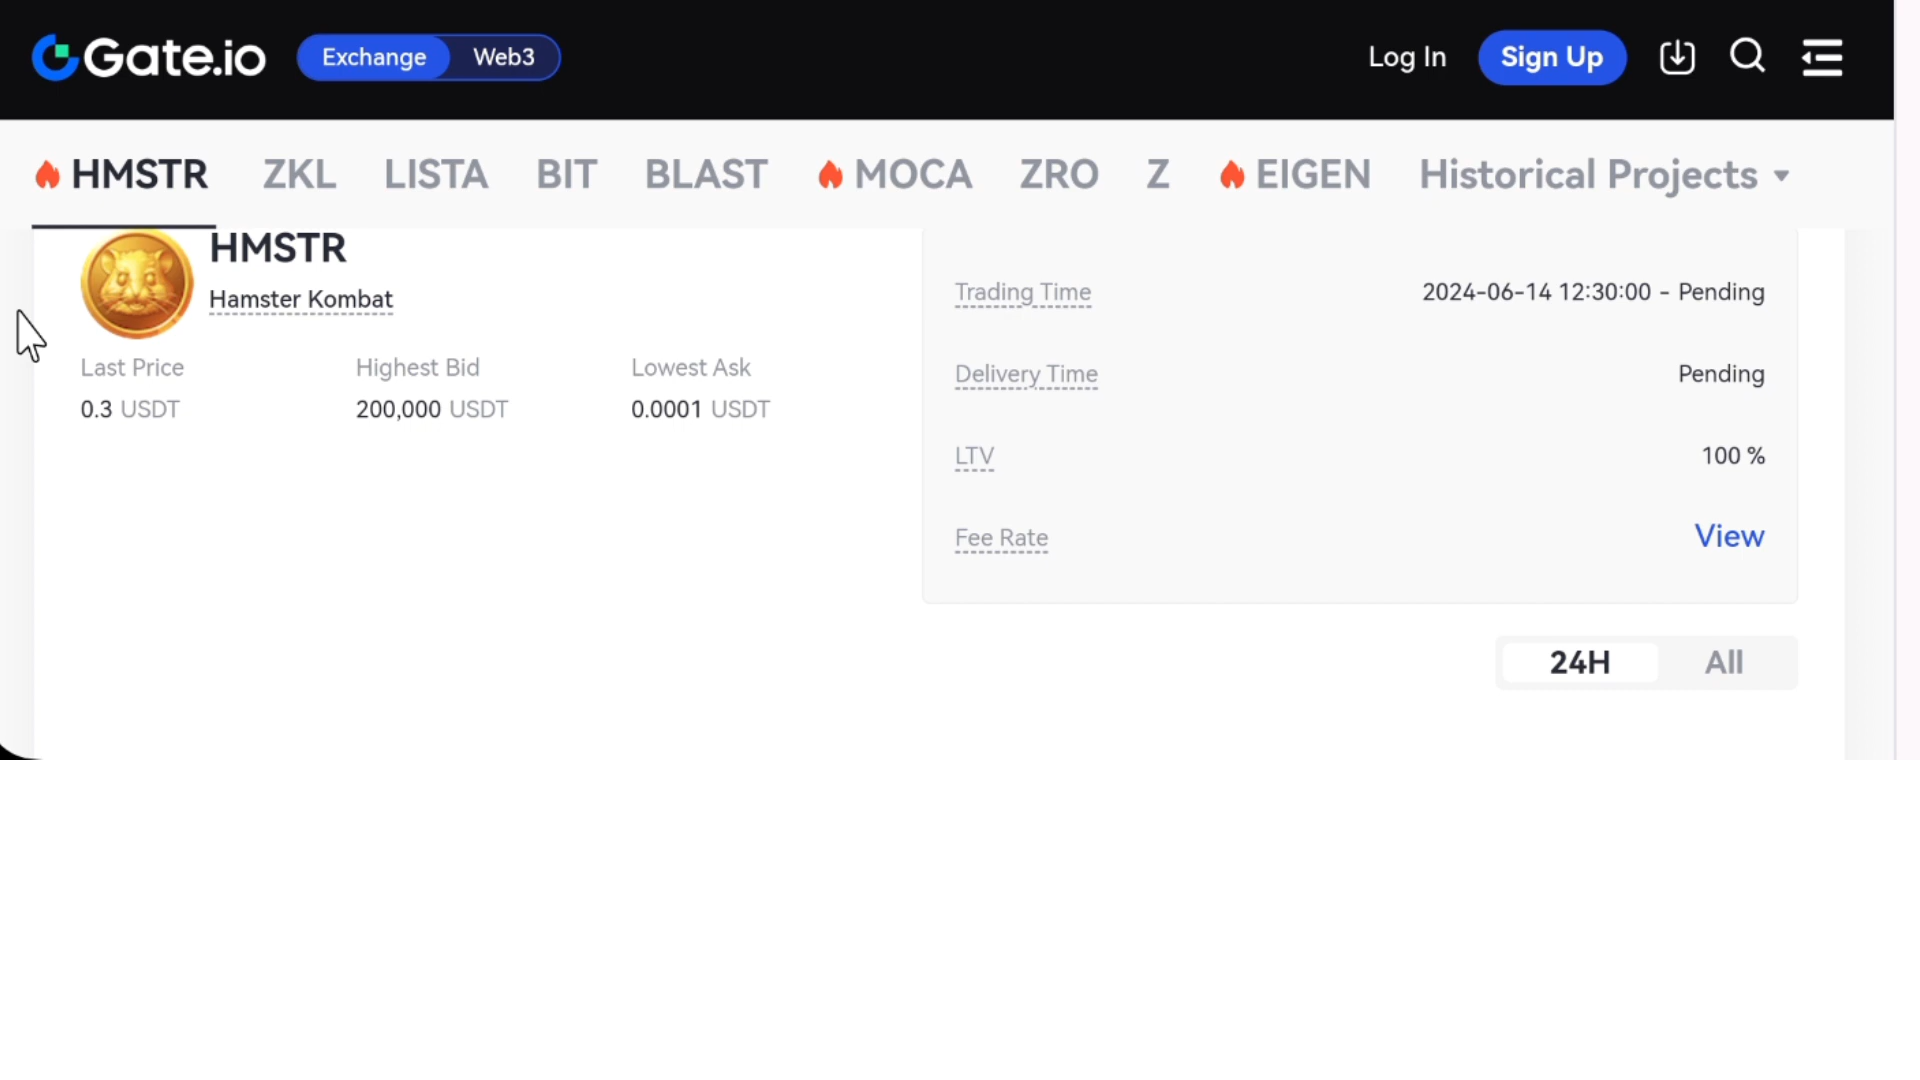 Gate.io Exchange Web3 Log In Sign Up
HMSTR ZKL LISTA BIT BLAST MOCA ZRO Z EIGEN Historical Projects
HMSTR
Hamster Kombat
Last Price Highest Bid Lowest Ask
0.3 USDT 200,000 USDT 0.0001 USDT
Trading Time 2024-06-14 12:30:00 - Pending
Delivery Time Pending
LTV 100 %
Fee Rate View
24H All